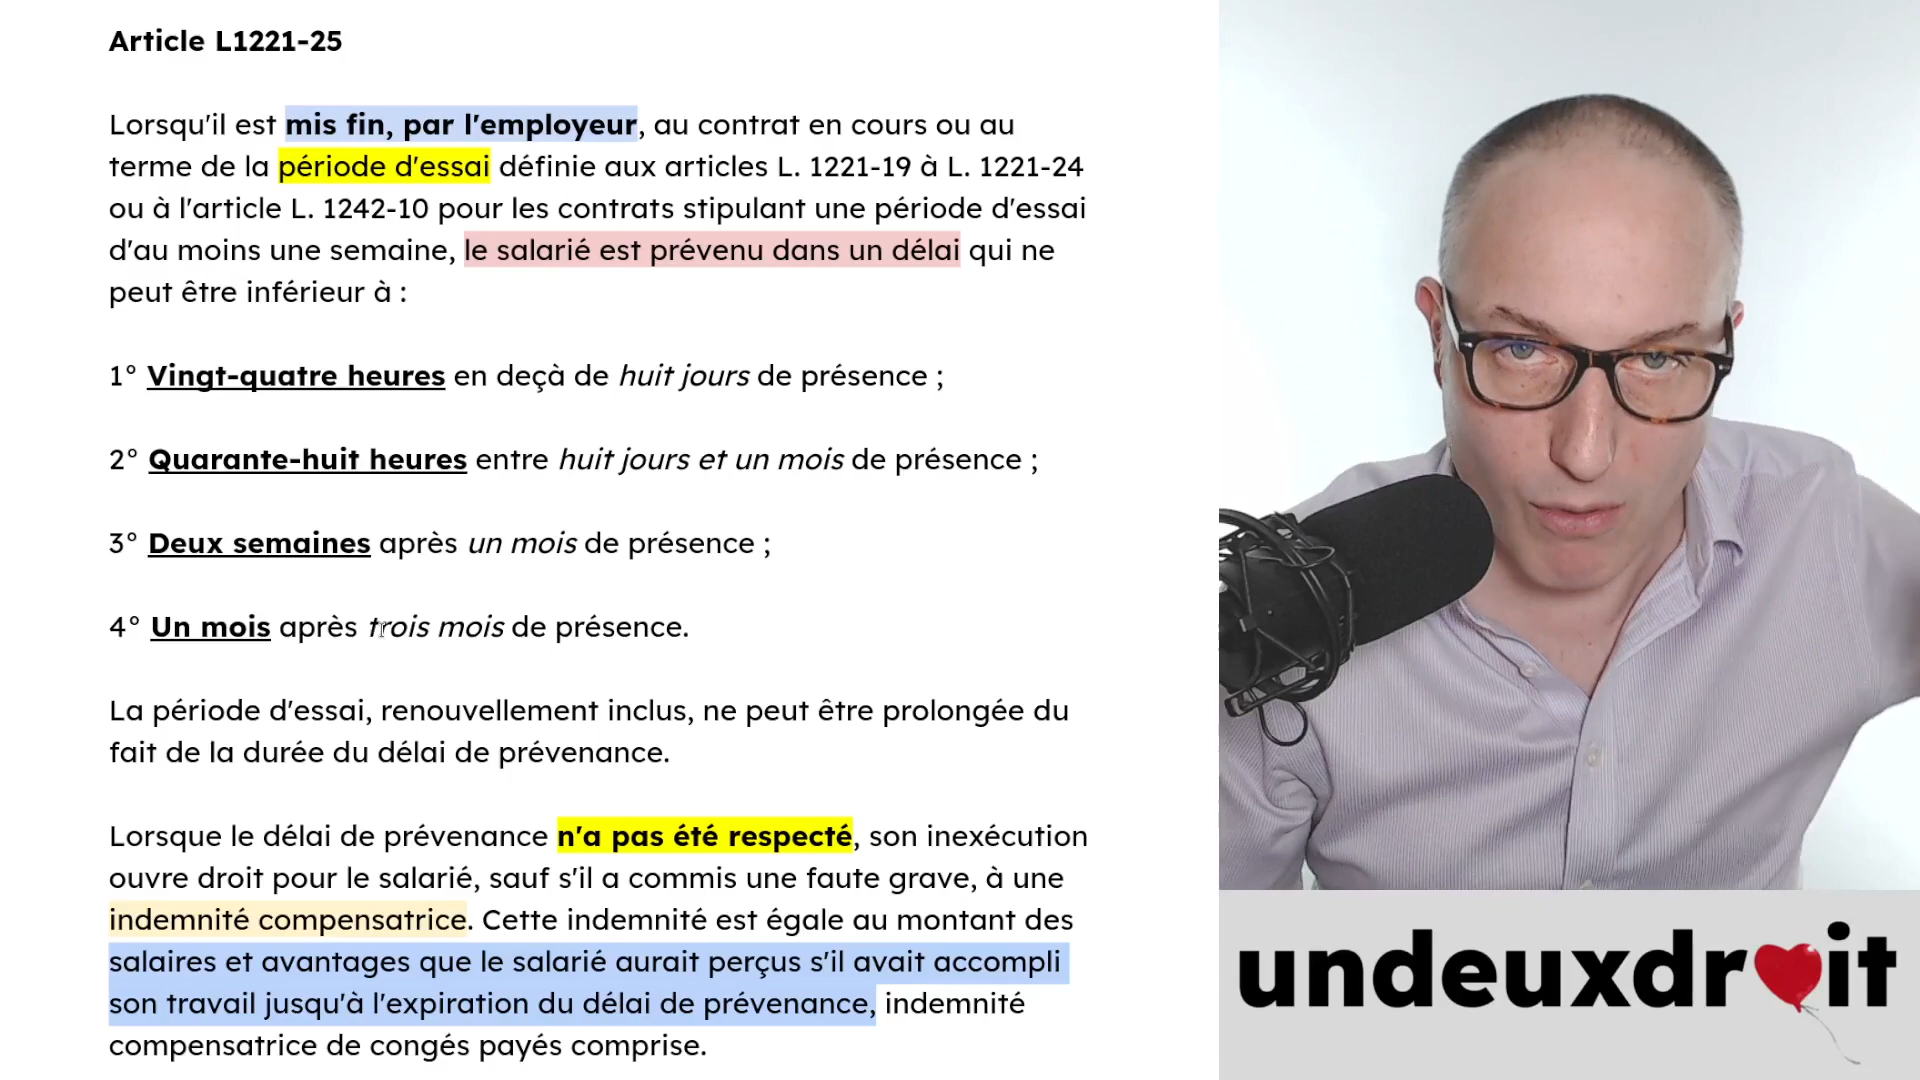 Article L1221-25
Lorsqu'il est mis fin, par l'employeur, au contrat en cours ou au
terme de la période d'essai définie aux articles L. 1221-19 à L. 1221-24
ou à l'article L. 1242-10 pour les contrats stipulant une période d'essai
d'au moins une semaine, le salarié est prévenu dans un délai qui ne
peut être inférieur à :
1° Vingt-quatre heures en deçà de huit jours de présence ;
2° Quarante-huit heures entre huit jours et un mois de présence ;
3° Deux semaines après un mois de présence ;
4° Un mois après trois mois de présence.
La période d'essai, renouvellement inclus, ne peut être prolongée du
fait de la durée du délai de prévenance.
Lorsque le délai de prévenance n'a pas été respecté, son inexécution
ouvre droit pour le salarié, sauf s'il a commis une faute grave, à une
indemnité compensatrice. Cette indemnité est égale au montant des
salaires et avantages que le salarié aurait perçus s'il avait accompli
son travail jusqu'à l'expiration du délai de prévenance, indemnité
compensatrice de congés payés comprise.
undeuxdroit